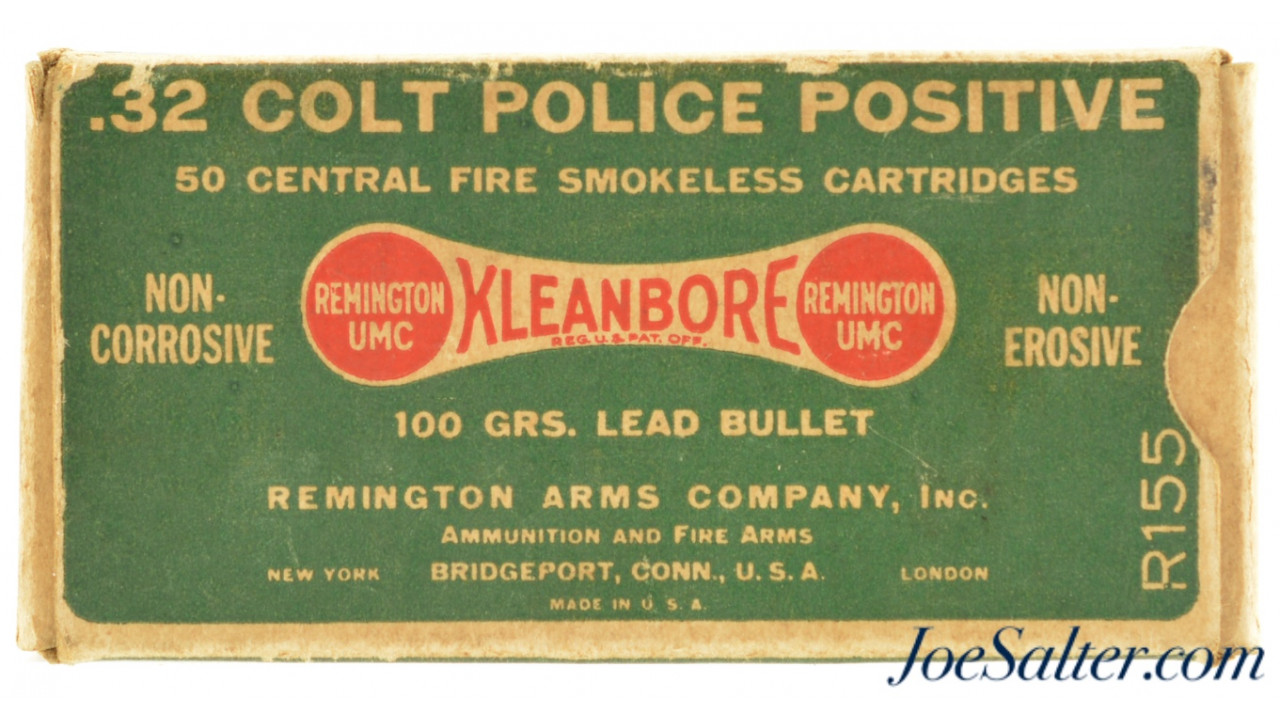 .32 COLT POLICE POSITIVE
50 CENTRAL FIRE SMOKELESS CARTRIDGES
NON-
CORROSIVE
REMINGTON
UMC
KLEANBORE
REG. U.S. PAT. OFF.
REMINGTON
UMC
NON-
EROSIVE
100 GRS. LEAD BULLET
REMINGTON ARMS COMPANY, INC.
AMMUNITION AND FIRE ARMS
NEW YORK BRIDGEPORT, CONN., U.S.A. LONDON
MADE IN U.S.A.
R155
JoeSalter.com